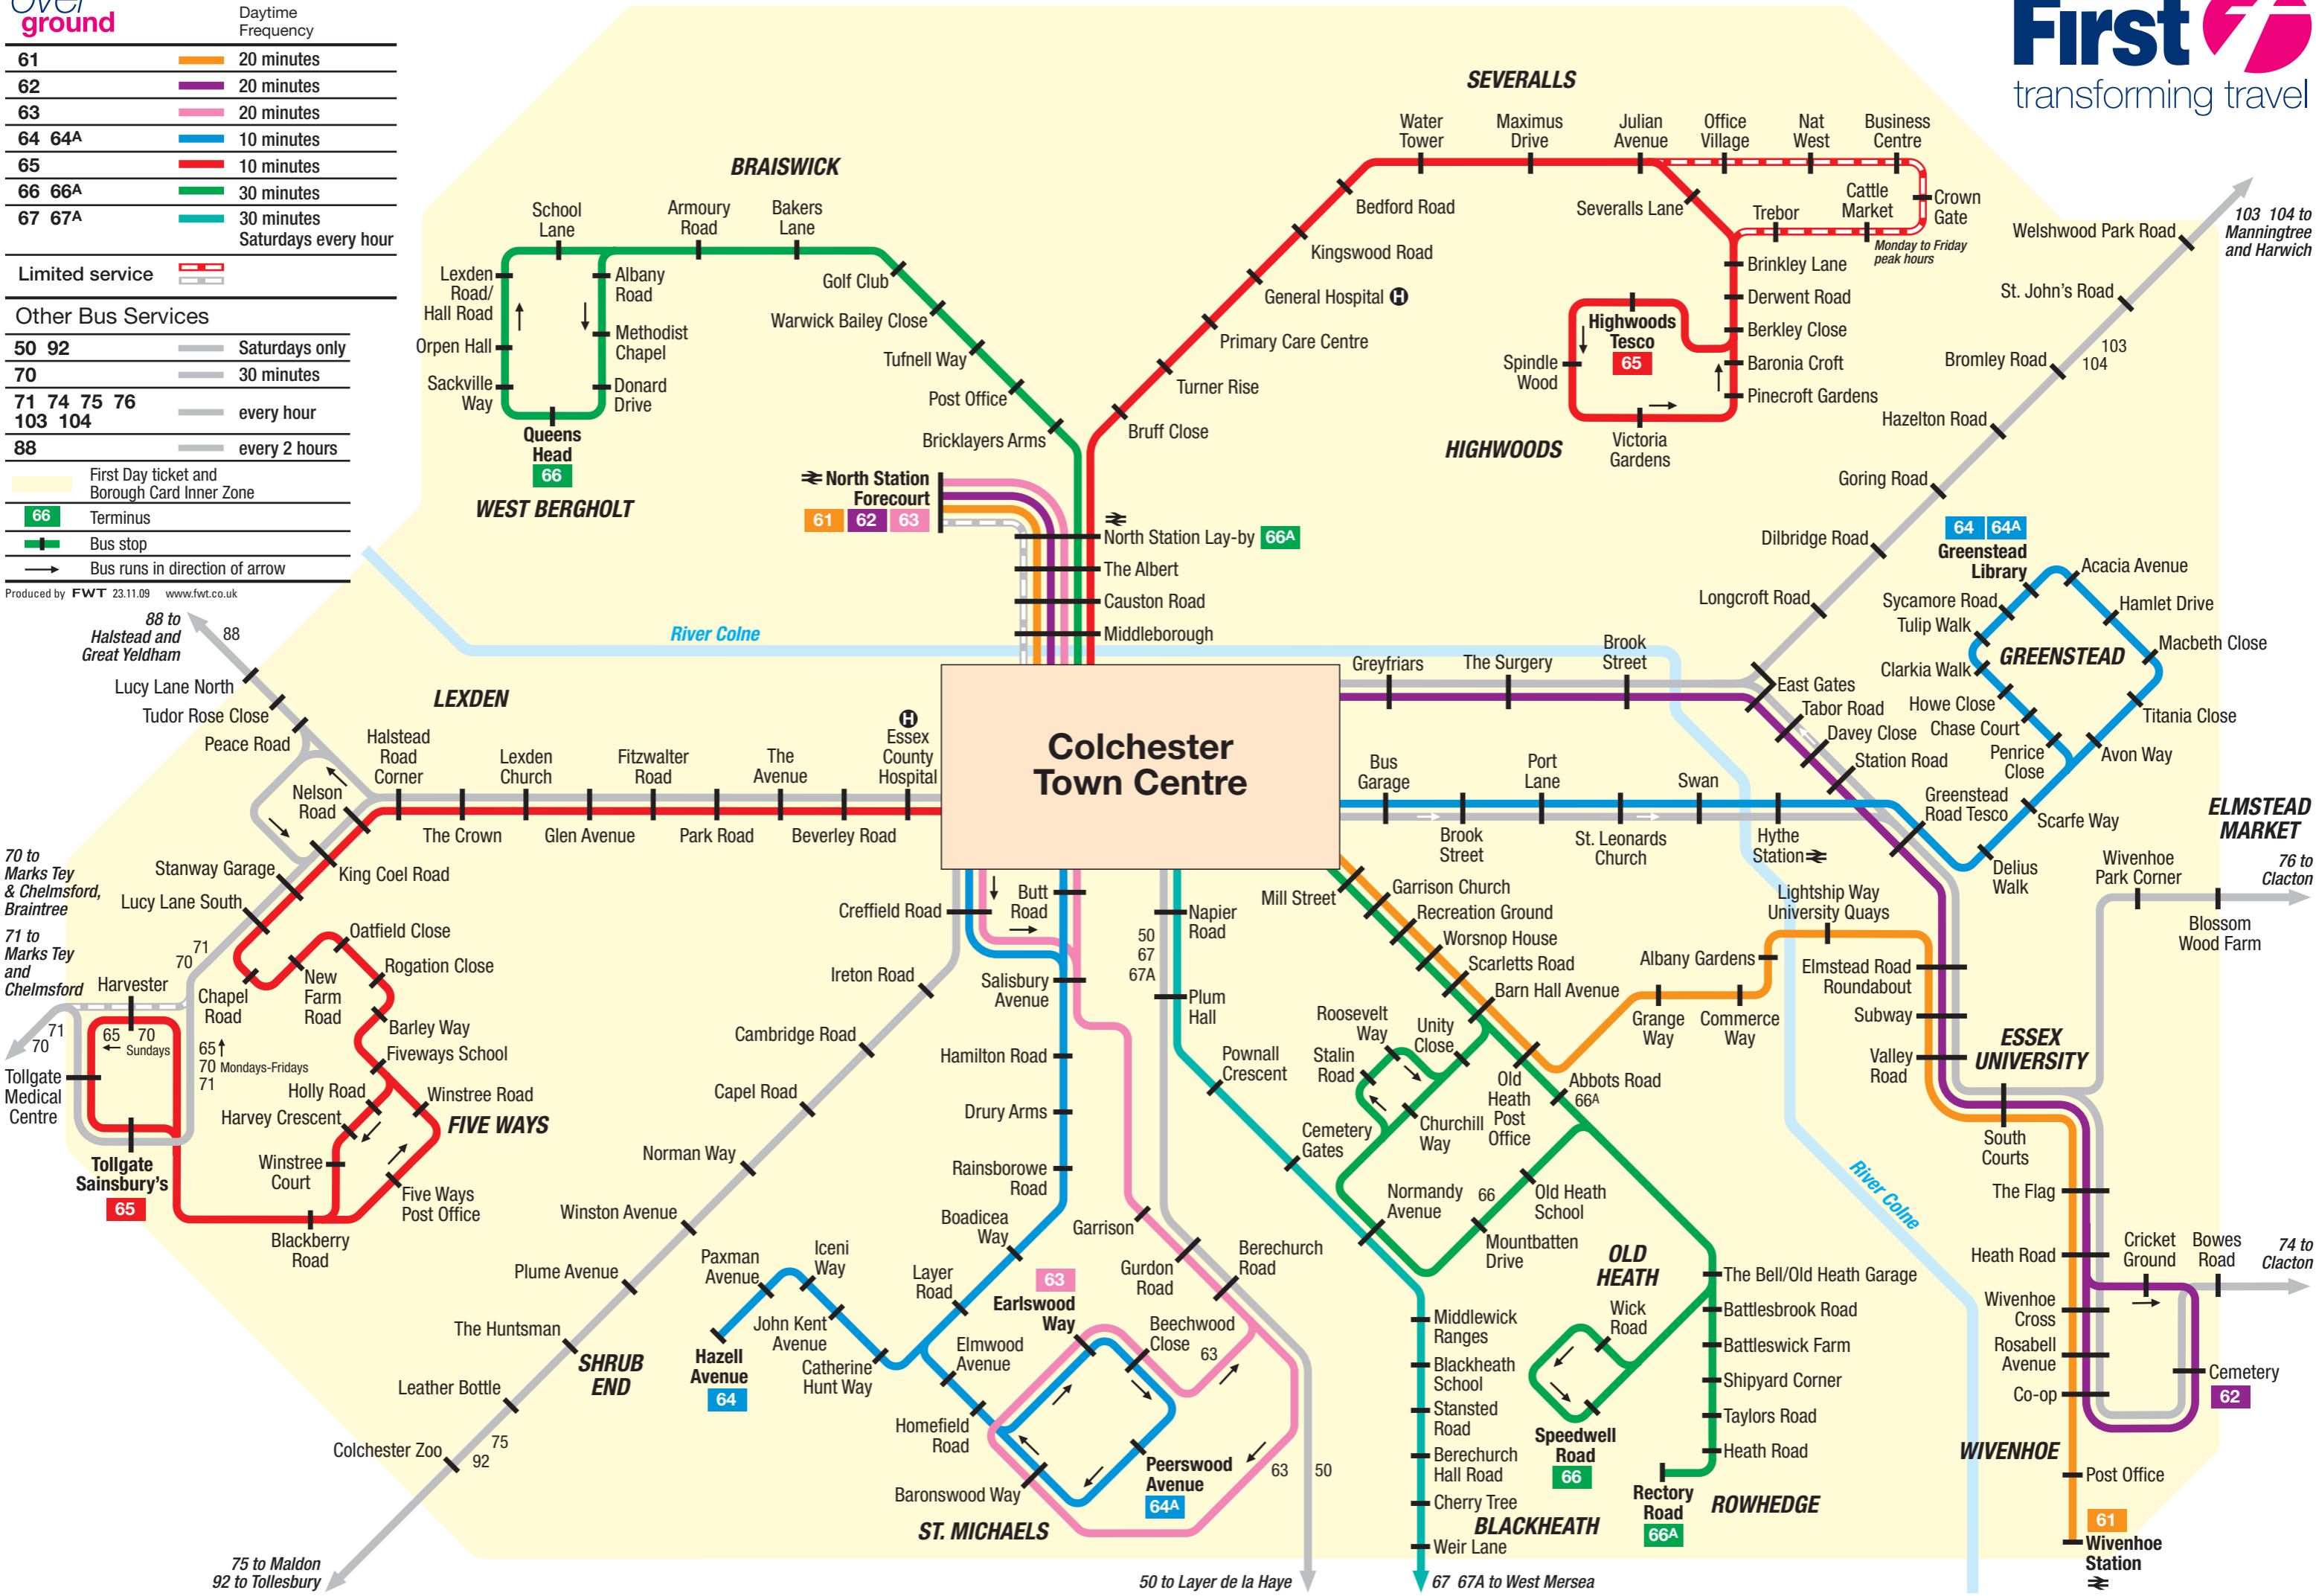 over
ground
Daytime
Frequency
61 20 minutes
62 20 minutes
63 20 minutes
64 64A 10 minutes
65 10 minutes
66 66A 30 minutes
67 67A 30 minutes
Saturdays every hour
Limited service
Other Bus Services
50 92 Saturdays only
70 30 minutes
71 74 75 76
103 104
every hour
88 every 2 hours
First Day ticket and
Borough Card Inner Zone
66 Terminus
Bus stop
Bus runs in direction of arrow
Produced by FWT 23.11.09 www.fwt.co.uk
First
transforming travel
SEVERALLS
Water
Tower
Maximus
Drive
Julian
Avenue
Office
Village
Nat
West
Business
Centre
Crown
Gate
Cattle
Market
Trebor
Monday to Friday
peak hours
Severalls Lane
Bedford Road
Kingswood Road
General Hospital H
Primary Care Centre
Turner Rise
Bruff Close
Brinkley Lane
Derwent Road
Berkley Close
Baronia Croft
Pinecroft Gardens
Highwoods
Tesco
65
Spindle
Wood
Victoria
Gardens
HIGHWOODS
BRAISWICK
School
Lane
Armoury
Road
Bakers
Lane
Lexden
Road/
Hall Road
Albany
Road
Orpen Hall
Methodist
Chapel
Sackville
Way
Donard
Drive
Queens
Head
66
WEST BERGHOLT
Golf Club
Warwick Bailey Close
Tufnell Way
Post Office
Bricklayers Arms
North Station
Forecourt
61 62 63
North Station Lay-by 66A
The Albert
Causton Road
Middleborough
River Colne
103 104 to
Manningtree
and Harwich
Welshwood Park Road
St. John's Road
103
104
Bromley Road
Hazelton Road
Goring Road
Dilbridge Road
Longcroft Road
64 64A
Greenstead
Library
Acacia Avenue
Sycamore Road
Hamlet Drive
Tulip Walk
Macbeth Close
GREENSTEAD
Clarkia Walk
Howe Close
Titania Close
Chase Court
Penrice
Close
Avon Way
Greenstead
Road Tesco
Scarfe Way
Delius
Walk
Greyfriars
The Surgery
Brook
Street
East Gates
Tabor Road
Davey Close
Station Road
Colchester
Town Centre
Bus
Garage
Brook
Street
Port
Lane
St. Leonards
Church
Swan
Hythe
Station
ELMSTEAD
MARKET
76 to
Clacton
Wivenhoe
Park Corner
Blossom
Wood Farm
88 to
Halstead and
Great Yeldham
88
Lucy Lane North
Tudor Rose Close
Peace Road
LEXDEN
Halstead
Road
Corner
The Crown
Lexden
Church
Glen Avenue
Fitzwalter
Road
Park Road
The
Avenue
Beverley Road
H
Essex
County
Hospital
Nelson
Road
King Coel Road
Stanway Garage
Lucy Lane South
70 to
Marks Tey
& Chelmsford,
Braintree
71 to
Marks Tey
and
Chelmsford
71
70
71
70
Harvester
65 70
Sundays
65
70 Mondays-Fridays
71
Tollgate
Medical
Centre
Tollgate
Sainsbury's
65
Chapel
Road
New
Farm
Road
Oatfield Close
Rogation Close
Barley Way
Fiveways School
Holly Road
Harvey Crescent
Winstree Road
FIVE WAYS
Winstree
Court
Five Ways
Post Office
Blackberry
Road
Creffield Road
Butt
Road
Ireton Road
Salisbury
Avenue
Cambridge Road
Hamilton Road
Capel Road
Drury Arms
Norman Way
Rainsborowe
Road
Winston Avenue
Boadicea
Way
Plume Avenue
Layer
Road
The Huntsman
SHRUB
END
Leather Bottle
Colchester Zoo
75
92
75 to Maldon
92 to Tollesbury
Paxman
Avenue
Iceni
Way
John Kent
Avenue
Catherine
Hunt Way
Hazell
Avenue
64
Elmwood
Avenue
Homefield
Road
63
Earlswood
Way
Beechwood
Close
63
Baronswood Way
Peerswood
Avenue
64A
ST. MICHAELS
Garrison
Gurdon
Road
Berechurch
Road
63 50
50 to Layer de la Haye
Napier
Road
50
67
67A
Plum
Hall
Pownall
Crescent
Cemetery
Gates
Normandy
Avenue
Middlewick
Ranges
Blackheath
School
Stansted
Road
Berechurch
Hall Road
Cherry Tree
BLACKHEATH
Weir Lane
67 67A to West Mersea
Mill Street
Garrison Church
Recreation Ground
Worsnop House
Scarletts Road
Barn Hall Avenue
Roosevelt
Way
Unity
Close
Stalin
Road
Churchill
Way
Old
Heath
Post
Office
Abbots Road
66A
66
Old Heath
School
Mountbatten
Drive
OLD
HEATH
The Bell/Old Heath Garage
Battlesbrook Road
Battleswick Farm
Shipyard Corner
Taylors Road
Heath Road
Wick
Road
Speedwell
Road
66
Rectory
Road
66A
ROWHEDGE
Grange
Way
Commerce
Way
Albany Gardens
Lightship Way
University Quays
Elmstead Road
Roundabout
Subway
Valley
Road
ESSEX
UNIVERSITY
South
Courts
River Colne
The Flag
Heath Road
Cricket
Ground
Bowes
Road
74 to
Clacton
Wivenhoe
Cross
Rosabell
Avenue
Co-op
Cemetery
62
WIVENHOE
Post Office
61
Wivenhoe
Station